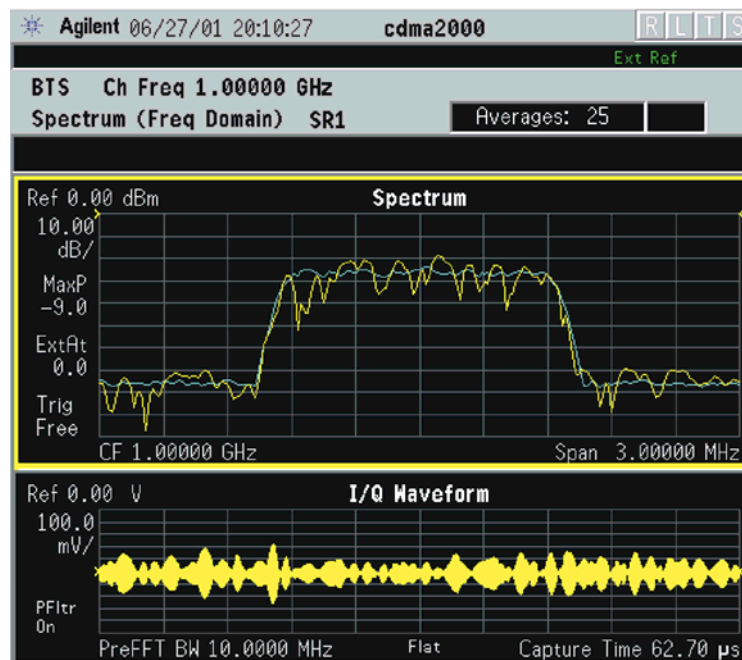 Agilent 06/27/01 20:10:27 cdma2000 R L T S
Ext Ref
BTS Ch Freq 1.00000 GHz
Spectrum (Freq Domain) SR1 Averages: 25
Ref 0.00 dBm Spectrum
10.00
dB/
MaxP
-9.0
ExtAt
0.0
Trig
Free
CF 1.00000 GHz Span 3.00000 MHz
Ref 0.00 V I/Q Waveform
100.0
mV/
PFltr
On
PreFFT BW 10.0000 MHz Flat Capture Time 62.70 µs